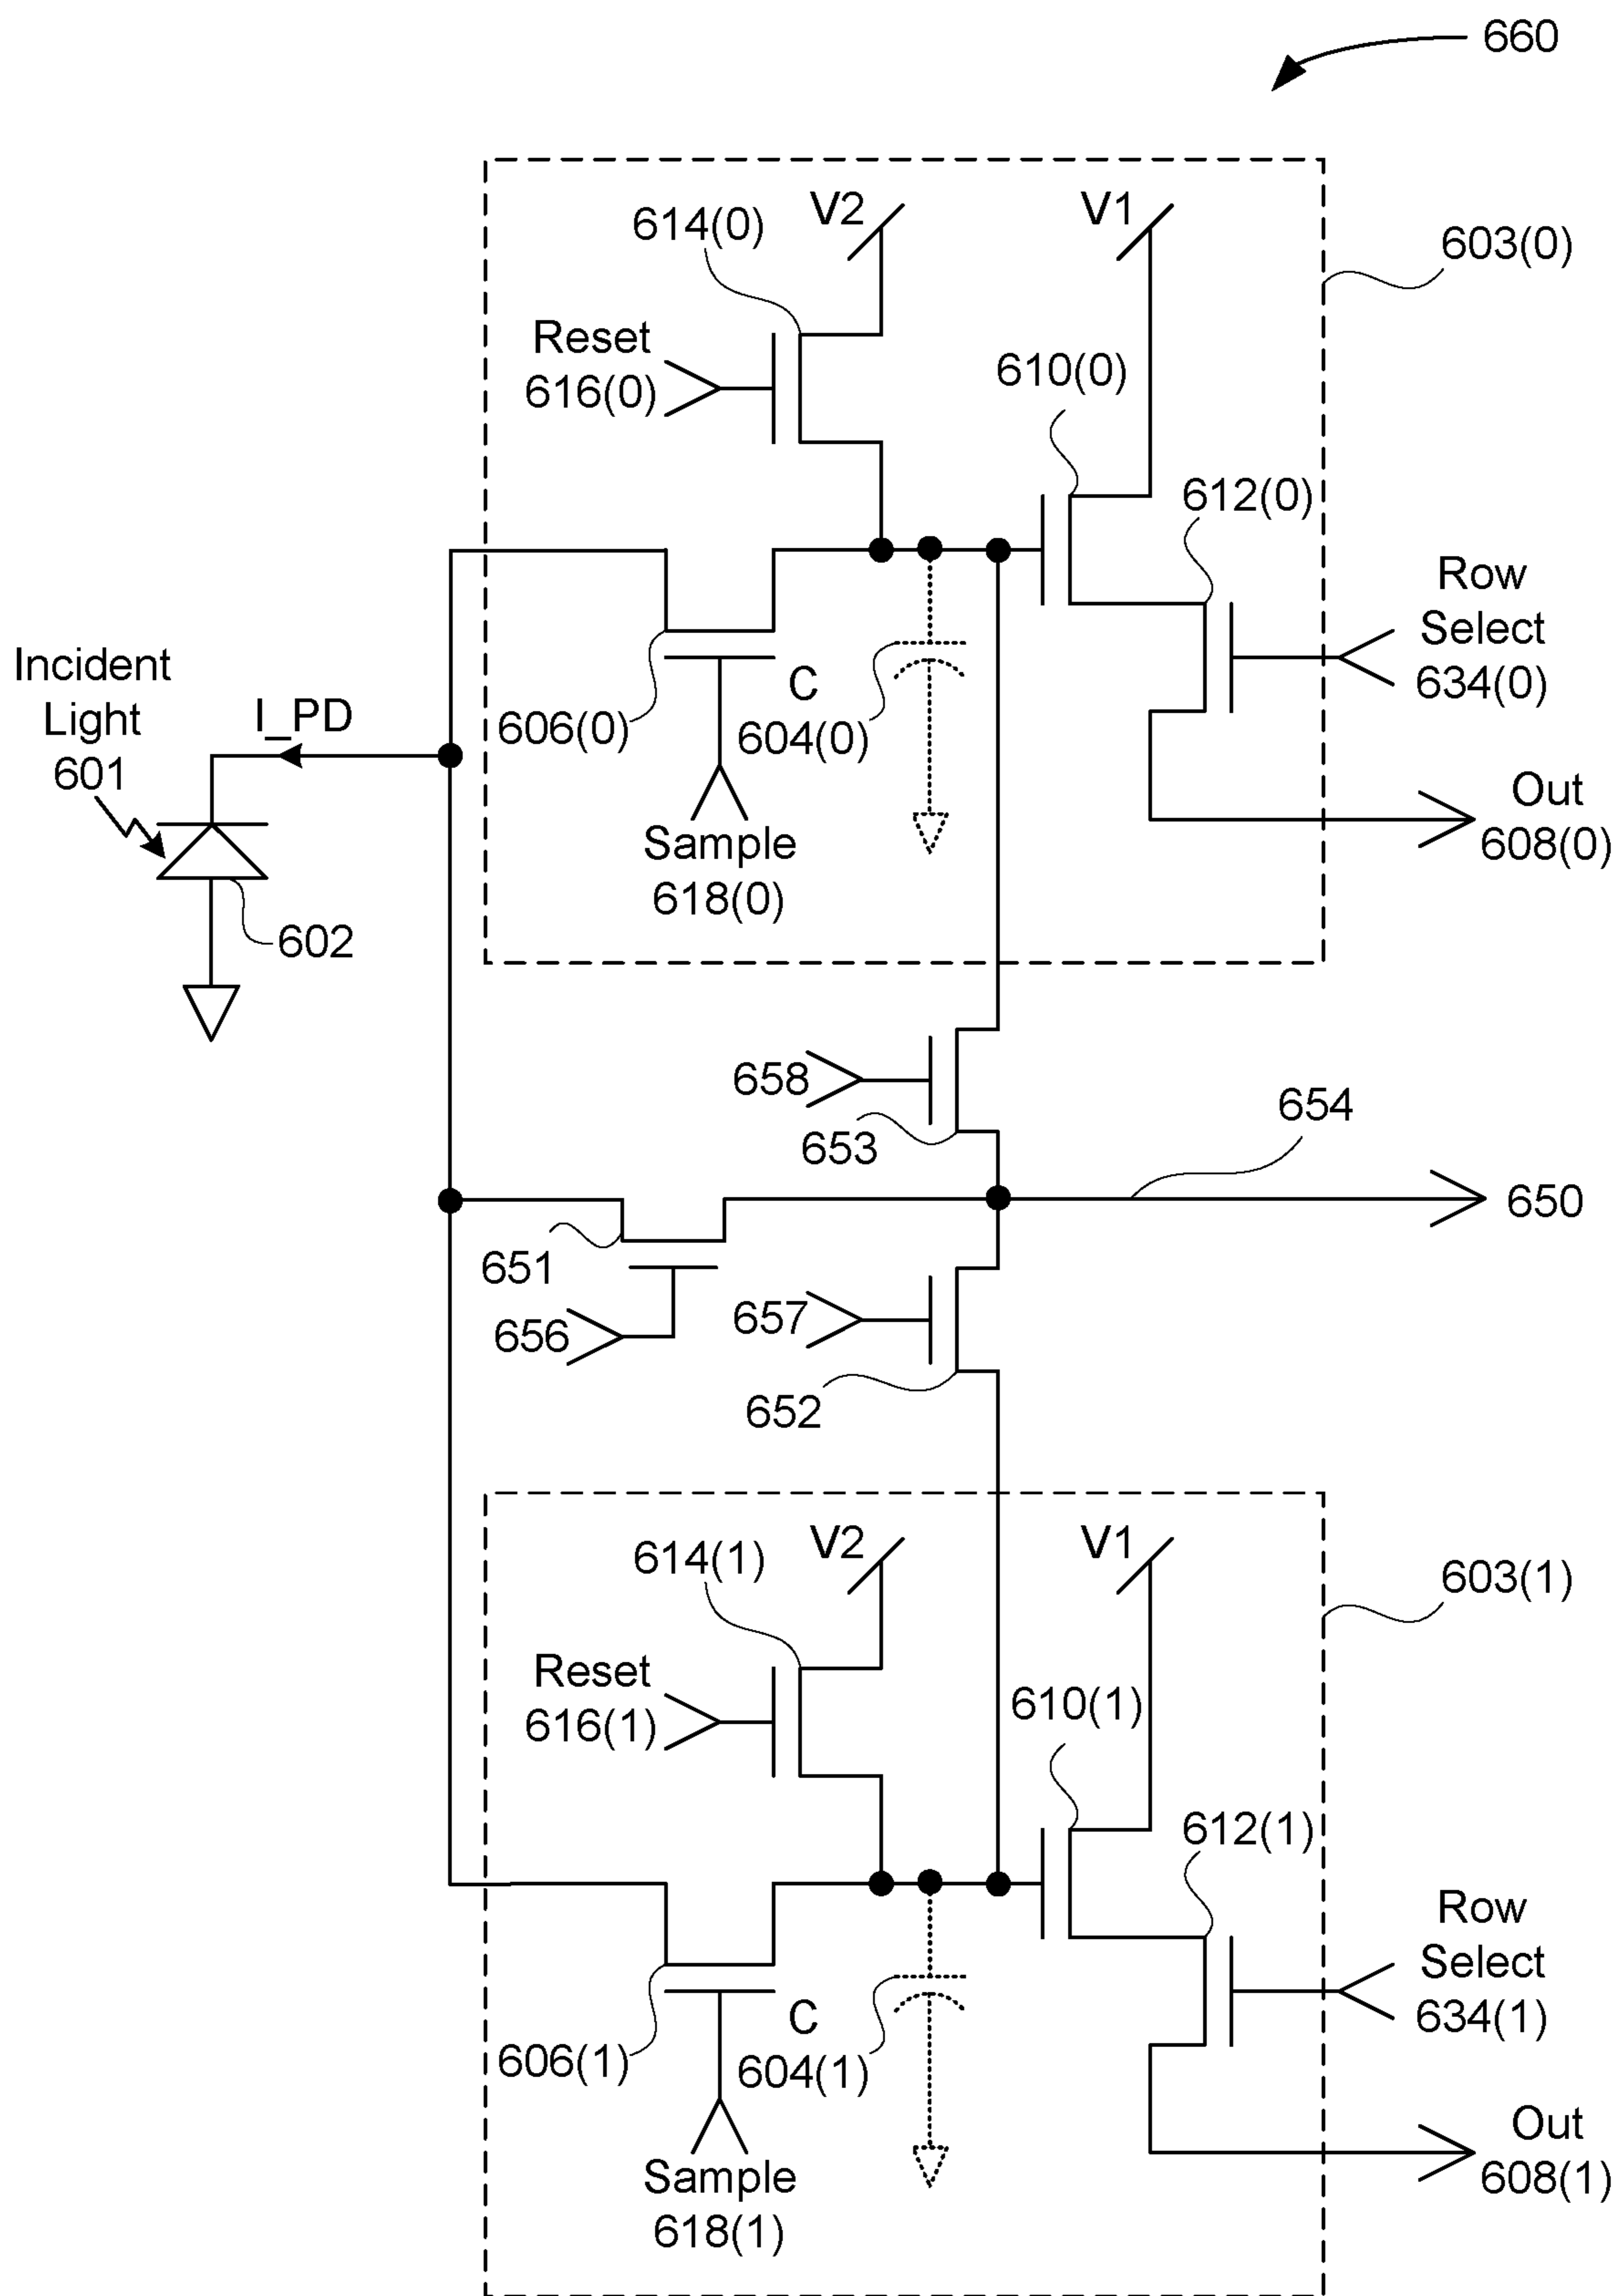 660
V2
V1
614(0)
603(0)
Reset
616(0)
610(0)
612(0)
Row
Select
634(0)
Incident
Light
601
I_PD
606(0)
C
604(0)
Out
608(0)
Sample
618(0)
602
658
653
654
650
651
656
657
652
V2
V1
614(1)
603(1)
Reset
616(1)
610(1)
612(1)
Row
Select
634(1)
606(1)
C
604(1)
Out
608(1)
Sample
618(1)